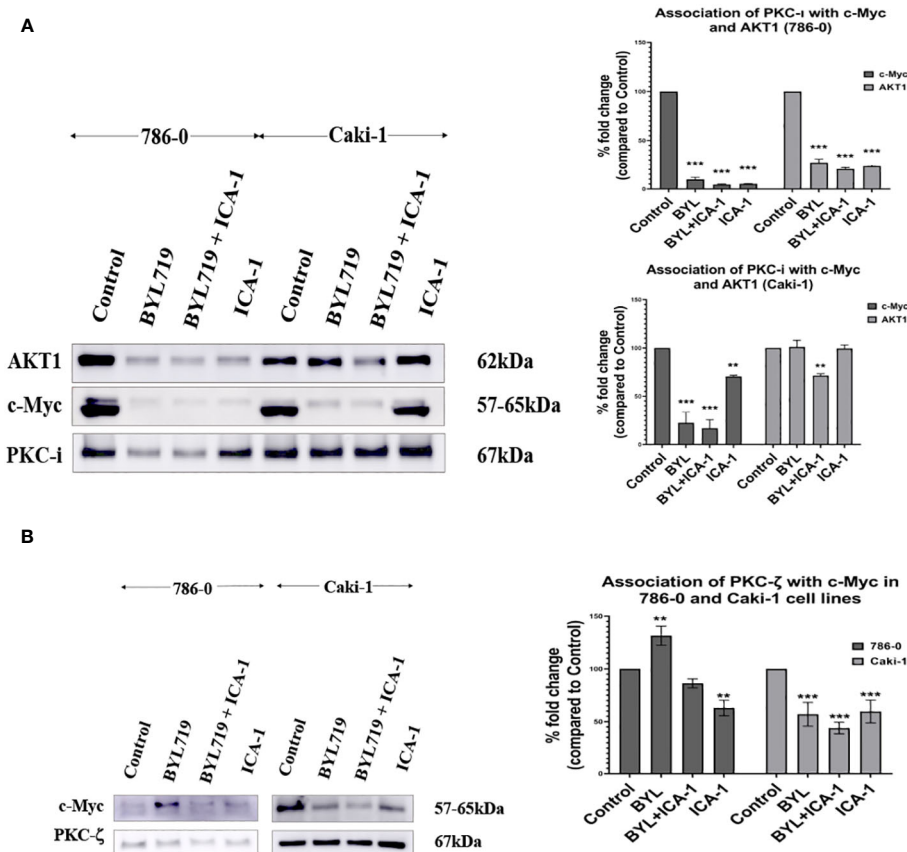 A
786-0
Caki-1
Control
BYL719
BYL719 + ICA-1
ICA-1
Control
BYL719
BYL719 + ICA-1
ICA-1
AKT1
62kDa
c-Myc
57-65kDa
PKC-i
67kDa
Association of PKC-ι with c-Myc
and AKT1 (786-0)
% fold change
(compared to Control)
150
100
50
0
c-Myc
AKT1
*** *** *** *** *** ***
Control BYL BYL+ICA-1 ICA-1 Control BYL BYL+ICA-1 ICA-1
Association of PKC-i with c-Myc
and AKT1 (Caki-1)
% fold change
(compared to Control)
150
100
50
0
c-Myc
AKT1
*** *** ** **
Control BYL BYL+ICA-1 ICA-1 Control BYL BYL+ICA-1 ICA-1
B
786-0
Caki-1
Control
BYL719
BYL719 + ICA-1
ICA-1
Control
BYL719
BYL719 + ICA-1
ICA-1
c-Myc
57-65kDa
PKC-ζ
67kDa
Association of PKC-ζ with c-Myc in
786-0 and Caki-1 cell lines
% fold change
(compared to Control)
150
100
50
0
786-0
Caki-1
** ** *** *** ***
Control BYL BYL+ICA-1 ICA-1 Control BYL BYL+ICA-1 ICA-1